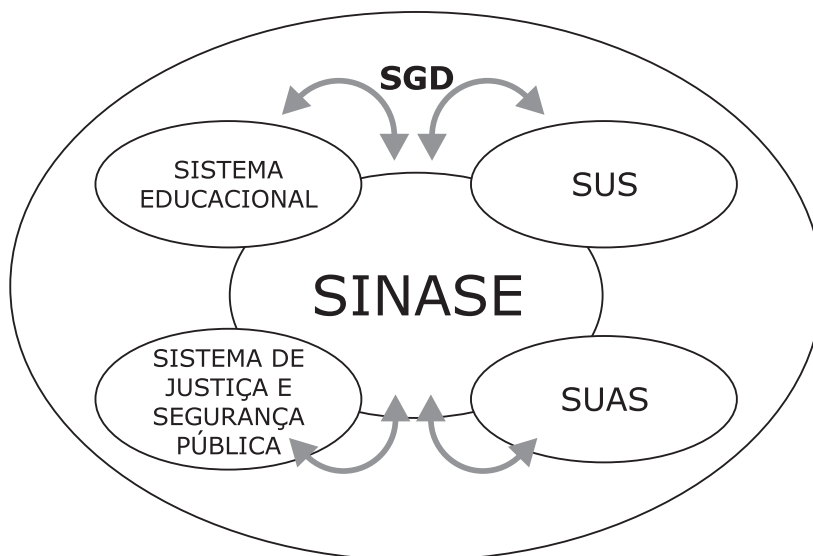 SGD
SISTEMA
EDUCACIONAL
SUS
SINASE
SISTEMA DE
JUSTIÇA E
SEGURANÇA
PÚBLICA
SUAS